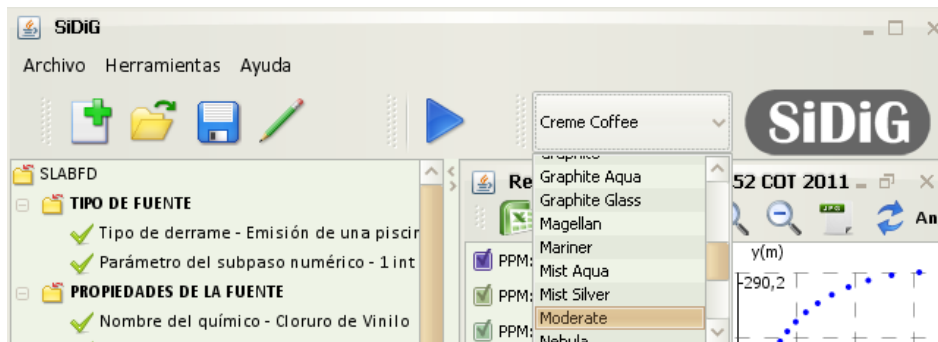 SiDiG
Archivo Herramientas Ayuda
Creme Coffee
SiDiG
SLABFD
TIPO DE FUENTE
Tipo de derrame - Emisión de una piscir
Parámetro del subpaso numérico - 1 int
PROPIEDADES DE LA FUENTE
Nombre del químico - Cloruro de Vinilo
Graphite Aqua
Graphite Glass
Magellan
Mariner
Mist Aqua
Mist Silver
Moderate
Nebula
Re
52 COT 2011
JPG
An
PPM:
PPM:
PPM:
y(m)
-290,2